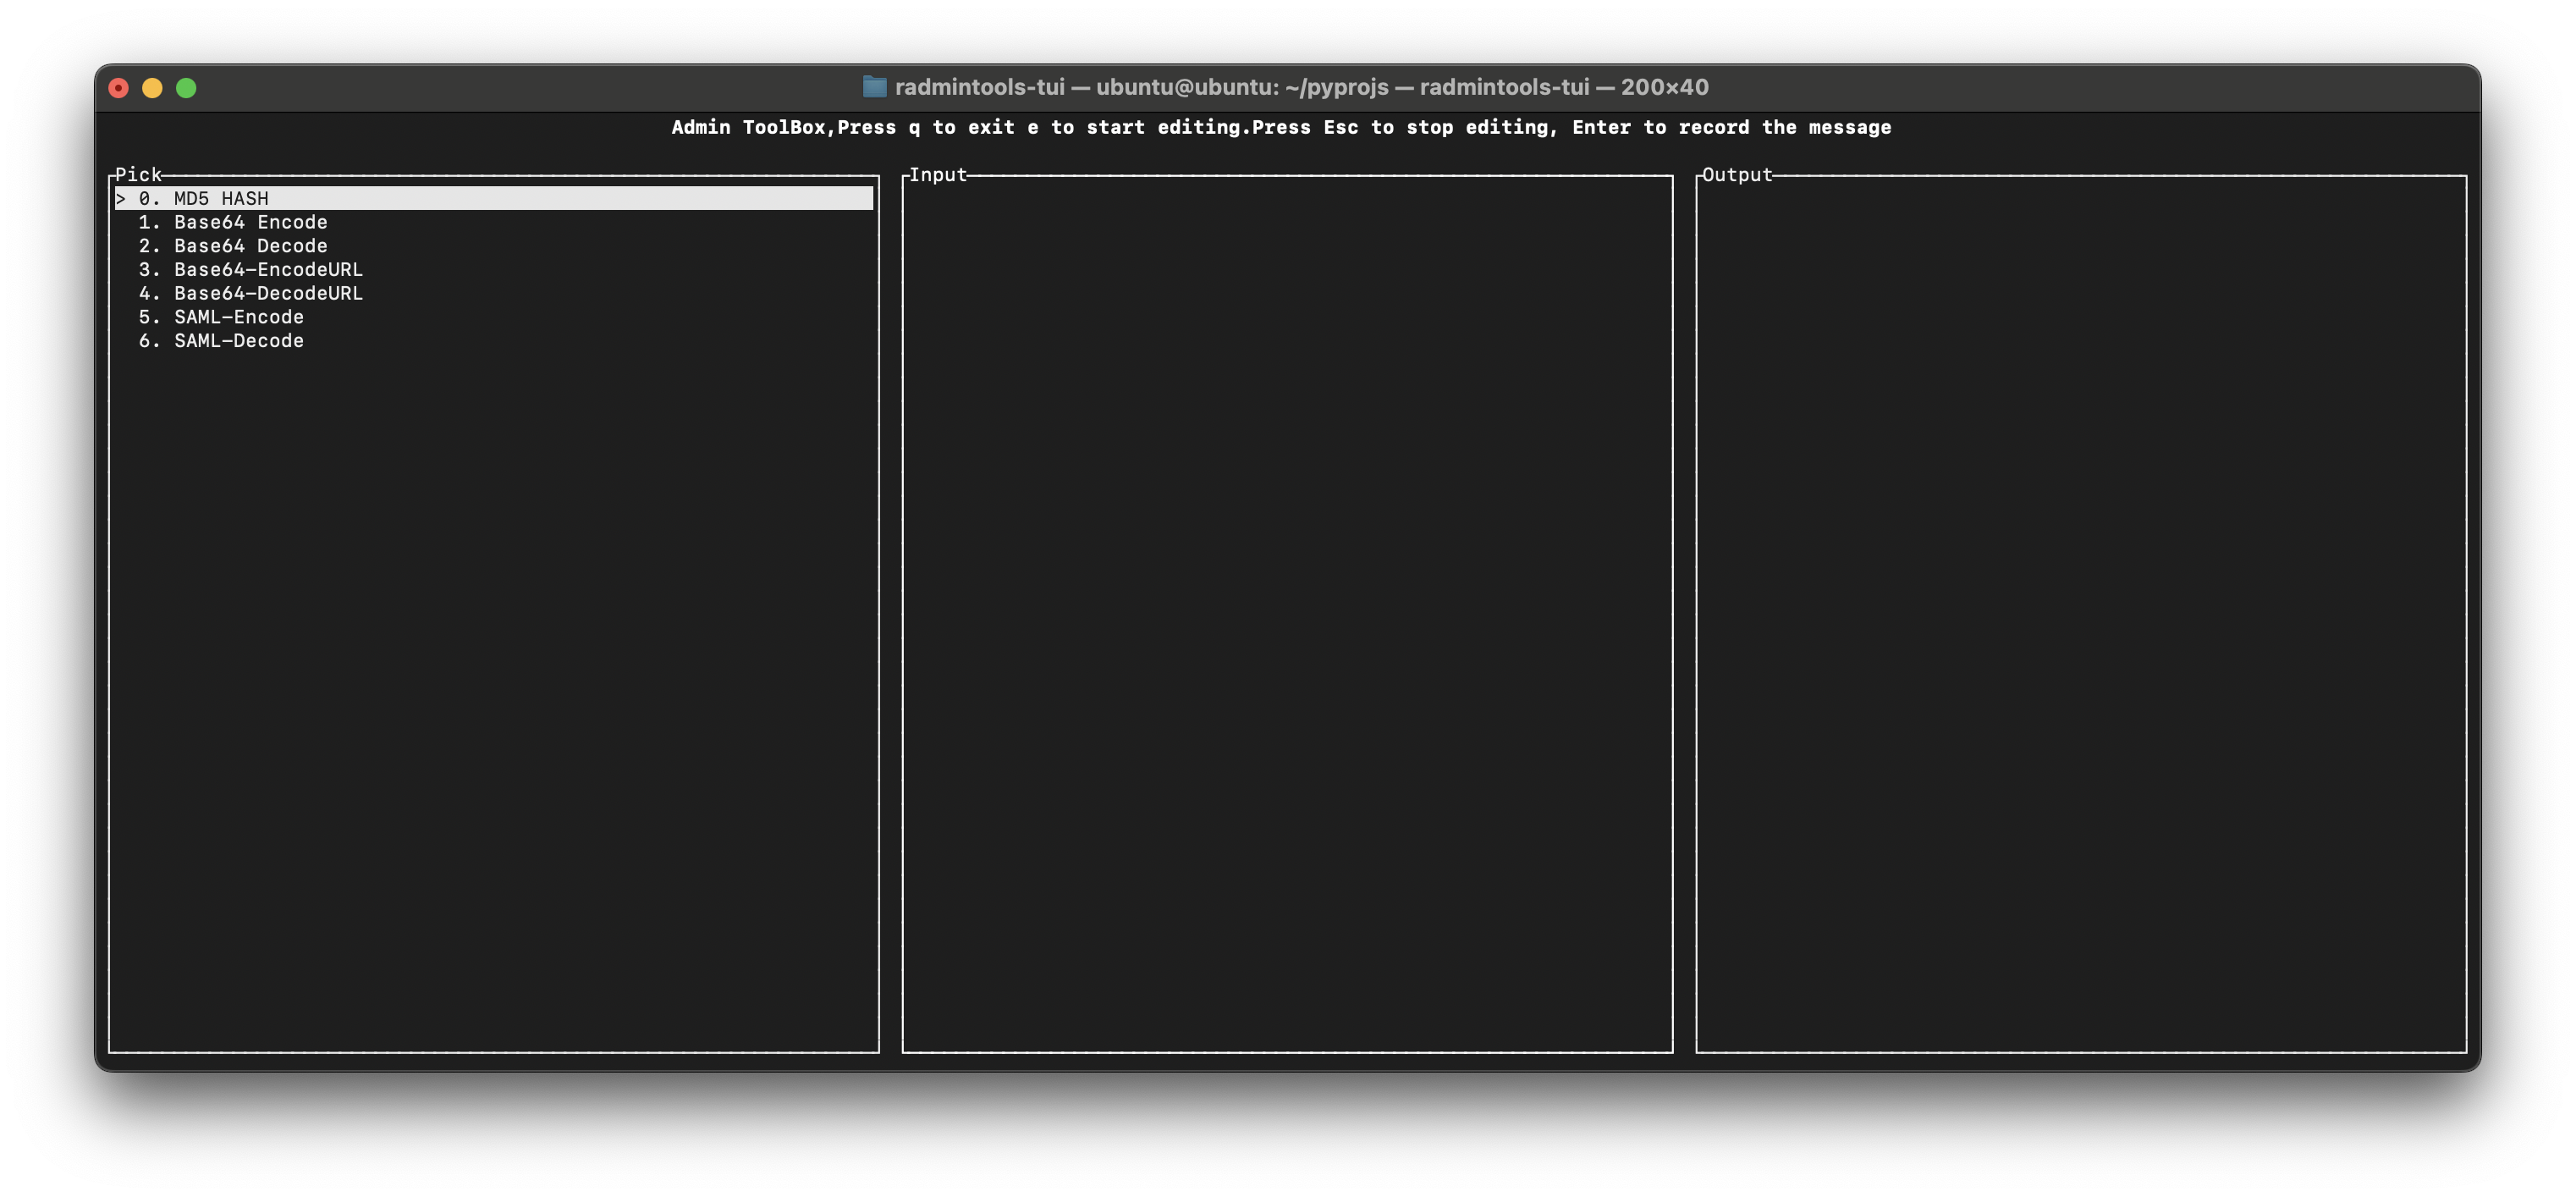 radmintools-tui — ubuntu@ubuntu: ~/pyprojs — radmintools-tui — 200×40
Admin ToolBox,Press q to exit e to start editing.Press Esc to stop editing, Enter to record the message
Pick
> 0. MD5 HASH
1. Base64 Encode
2. Base64 Decode
3. Base64-EncodeURL
4. Base64-DecodeURL
5. SAML-Encode
6. SAML-Decode
Input
Output